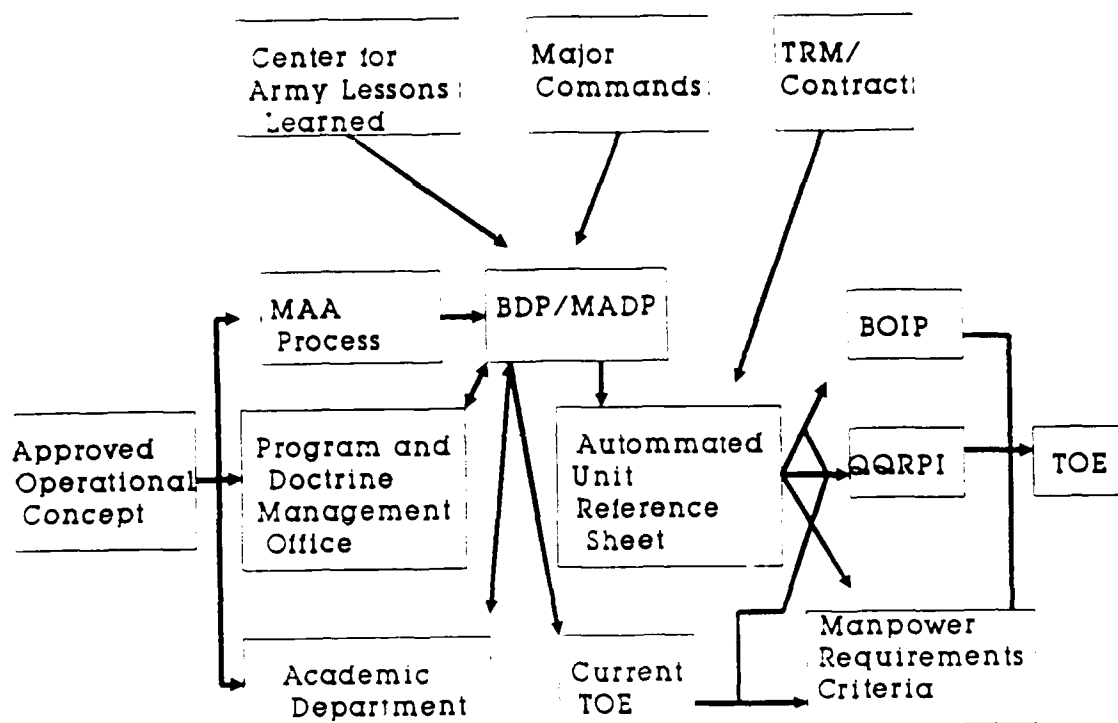 Center for
Army Lessons
Learned
Major
Commands
TRM/
Contract
MAA
Process
BDP/MADP
BOIP
Approved
Operational
Concept
Program and
Doctrine
Management
Office
Autommated
Unit
Reference
Sheet
QQRPI
TOE
Academic
Department
Current
TOE
Manpower
Requirements
Criteria